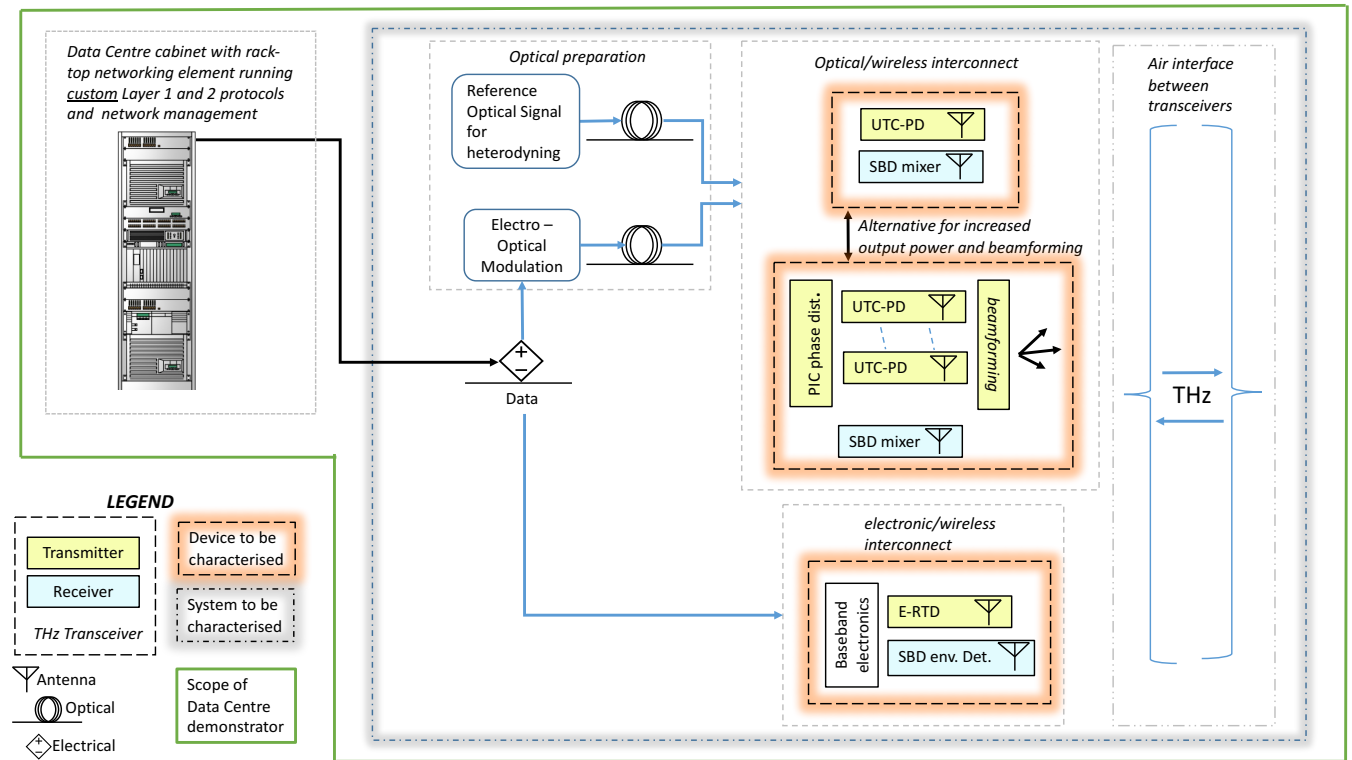 Data Centre cabinet with rack-
top networking element running
custom Layer 1 and 2 protocols
and network management
Optical preparation
Reference
Optical Signal
for
heterodyning
Electro –
Optical
Modulation
Data
Optical/wireless interconnect
UTC-PD
SBD mixer
Alternative for increased
output power and beamforming
PIC phase dist.
UTC-PD
UTC-PD
beamforming
SBD mixer
electronic/wireless
interconnect
Baseband
electronics
E-RTD
SBD env. Det.
Air interface
between
transceivers
THz
LEGEND
Transmitter
Receiver
THz Transceiver
Device to be
characterised
System to be
characterised
Antenna
Optical
Electrical
Scope of
Data Centre
demonstrator